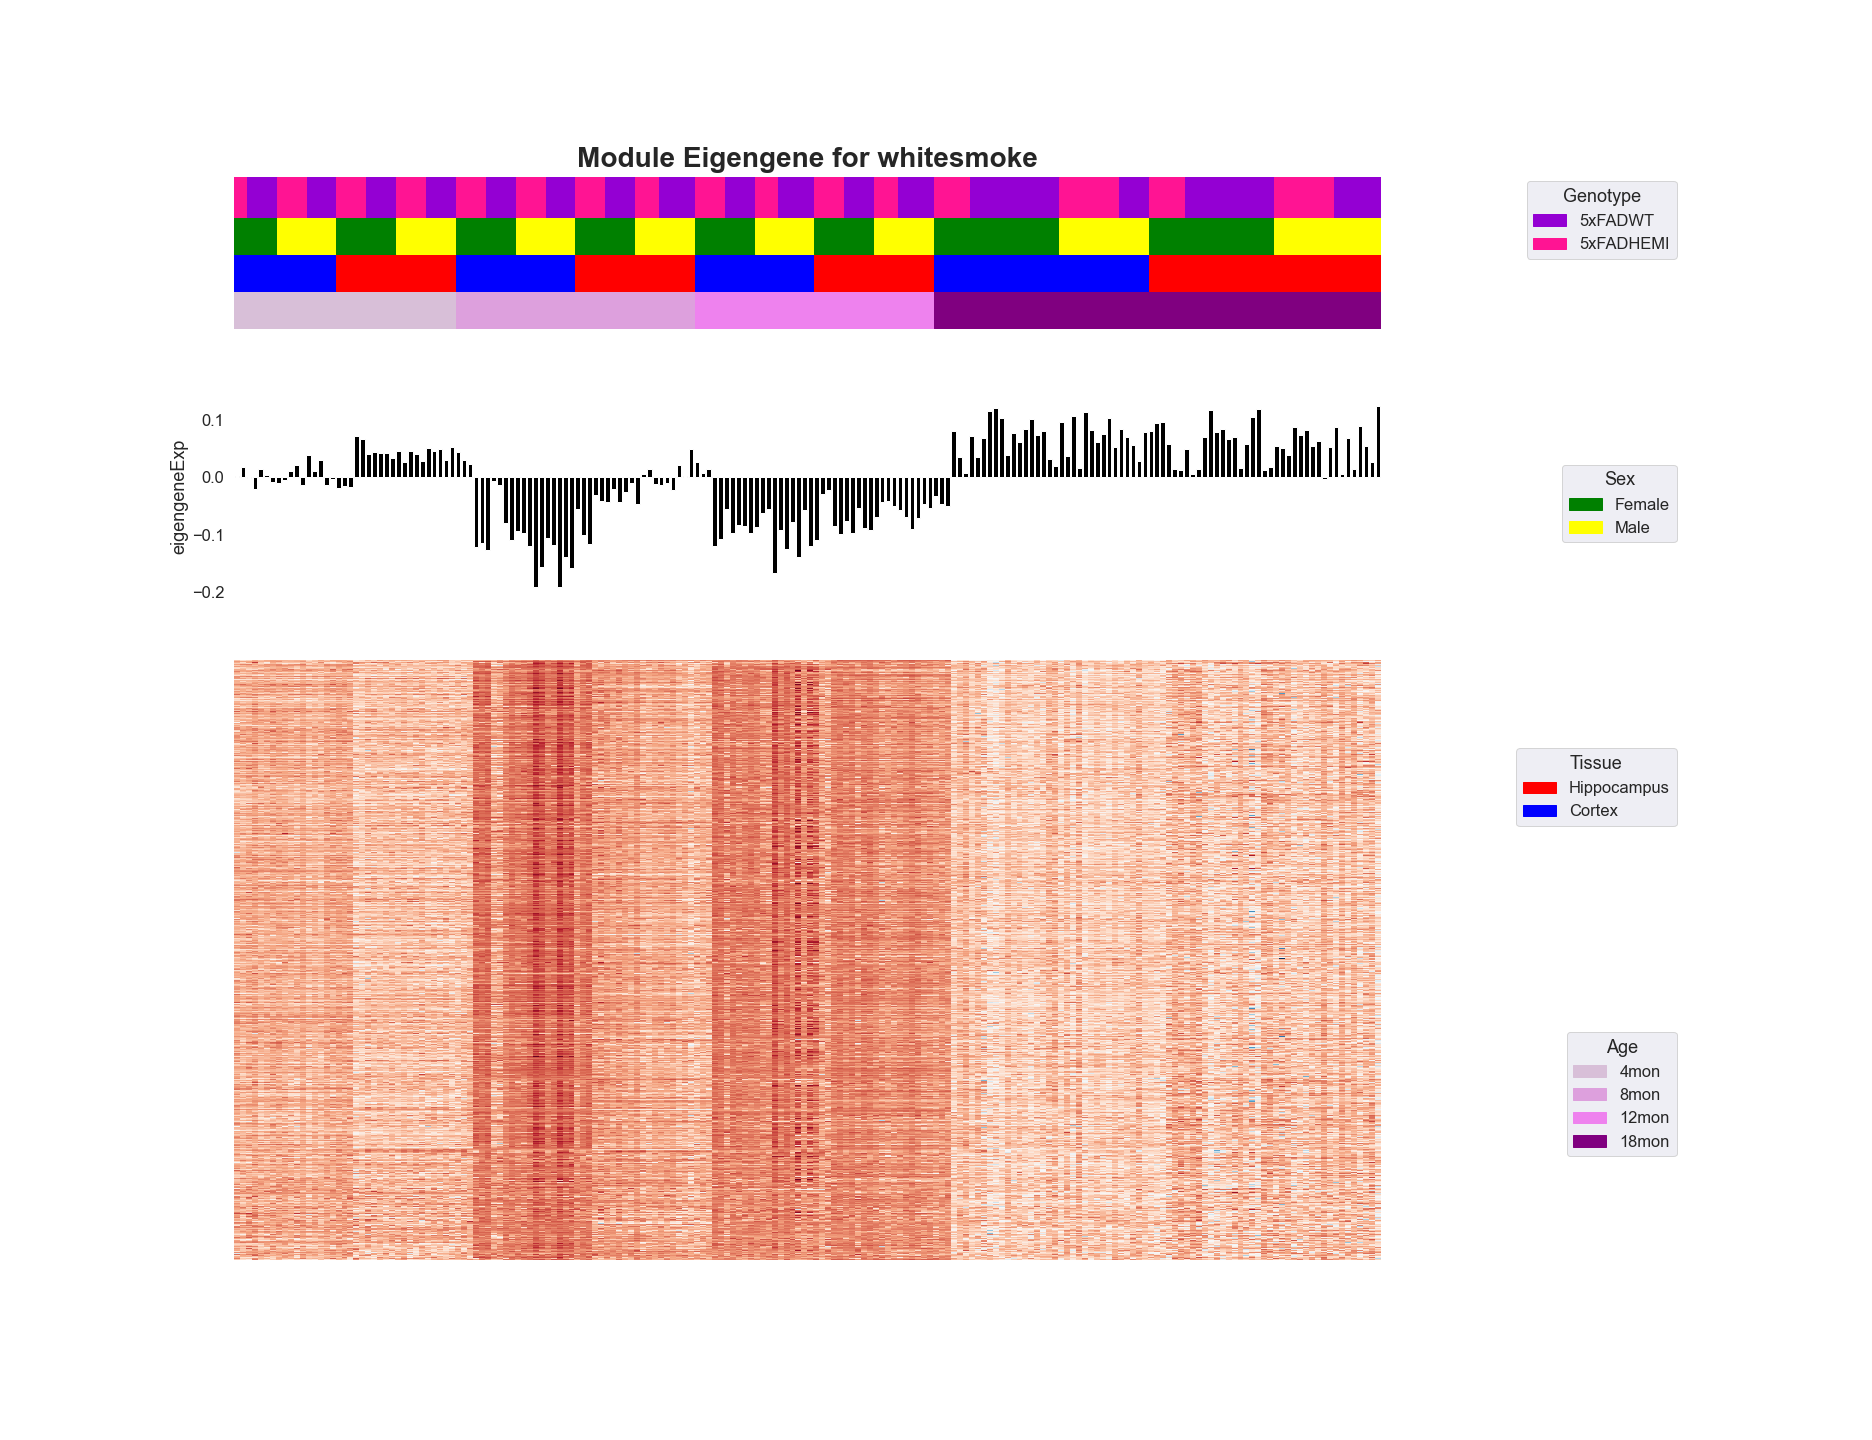 Module Eigengene for whitesmoke
Genotype
5xFADWT
5xFADHEMI
eigengeneExp
0.1
0.0
−0.1
−0.2
Sex
Female
Male
Tissue
Hippocampus
Cortex
Age
4mon
8mon
12mon
18mon